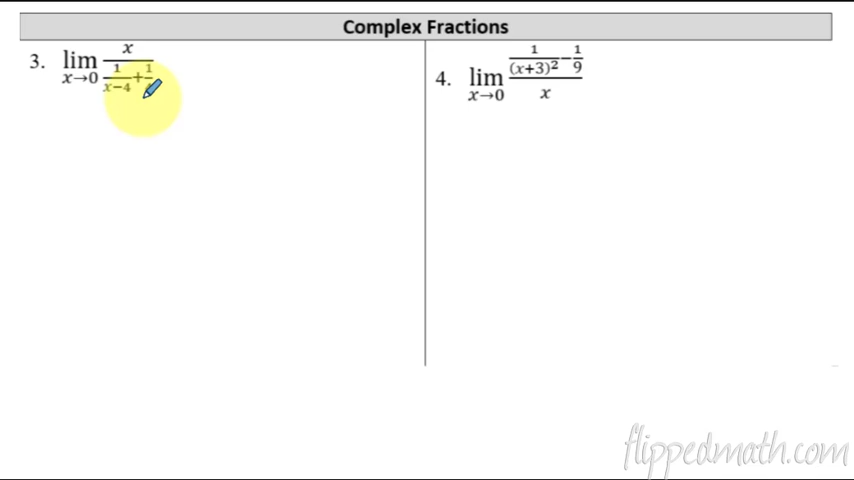 Complex Fractions
3. lim x→0 x / (1/(x−4) + 1/
4. lim x→0 (1/(x+3)² − 1/9) / x
flippedmath.com